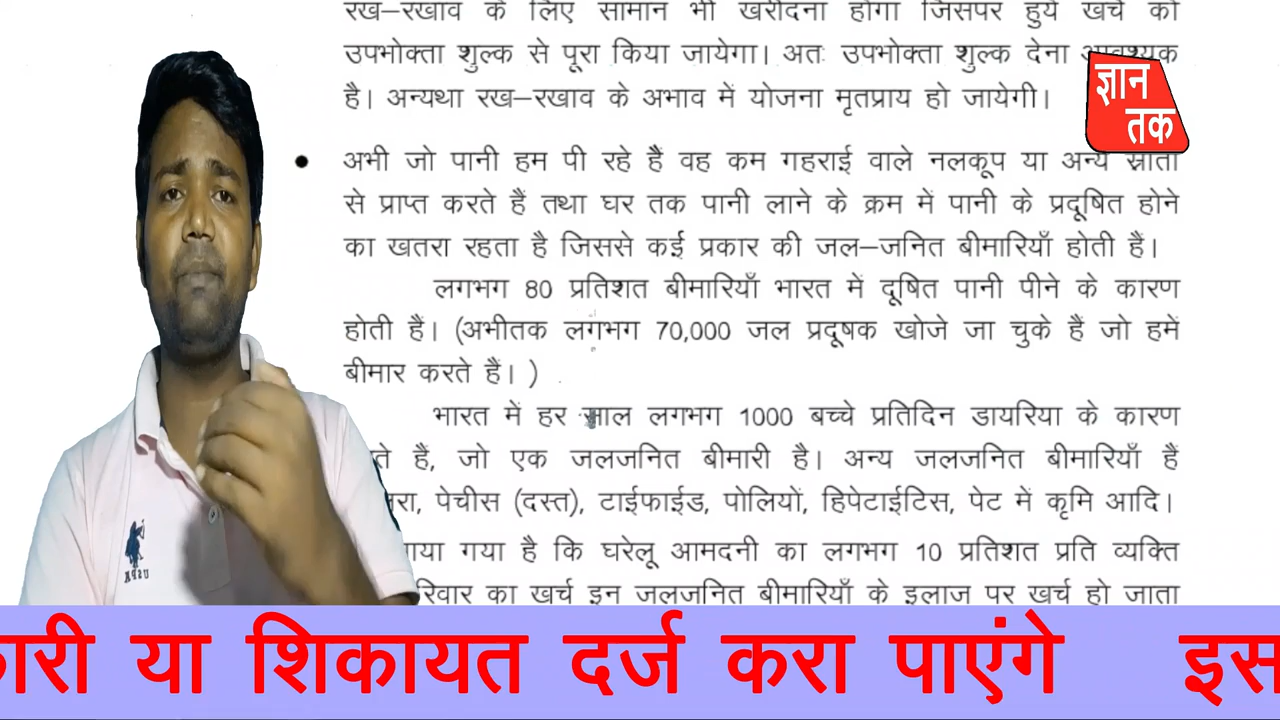 रख–रखाव के लिए सामान भी खरीदना होगा जिसपर हुये खर्च को
उपभोक्ता शुल्क से पूरा किया जायेगा। अतः उपभोक्ता शुल्क देना आवश्यक
है। अन्यथा रख–रखाव के अभाव में योजना मृतप्राय हो जायेगी।
ज्ञान
तक
• अभी जो पानी हम पी रहे हैं वह कम गहराई वाले नलकूप या अन्य स्रोतों
से प्राप्त करते हैं तथा घर तक पानी लाने के क्रम में पानी के प्रदूषित होने
का खतरा रहता है जिससे कई प्रकार की जल–जनित बीमारियाँ होती हैं।
लगभग 80 प्रतिशत बीमारियाँ भारत में दूषित पानी पीने के कारण
होती हैं। (अभीतक लगभग 70,000 जल प्रदूषक खोजे जा चुके हैं जो हमें
बीमार करते हैं। )
भारत में हर साल लगभग 1000 बच्चे प्रतिदिन डायरिया के कारण
हैं, जो एक जलजनित बीमारी है। अन्य जलजनित बीमारियाँ हैं
पेचीस (दस्त), टाईफाईड, पोलियों, हिपेटाईटिस, पेट में कृमि आदि।
गया है कि घरेलू आमदनी का लगभग 10 प्रतिशत प्रति व्यक्ति
का खर्च इन जलजनित बीमारियाँ के इलाज पर खर्च हो जाता
USPA
या शिकायत दर्ज करा पाएंगे इस